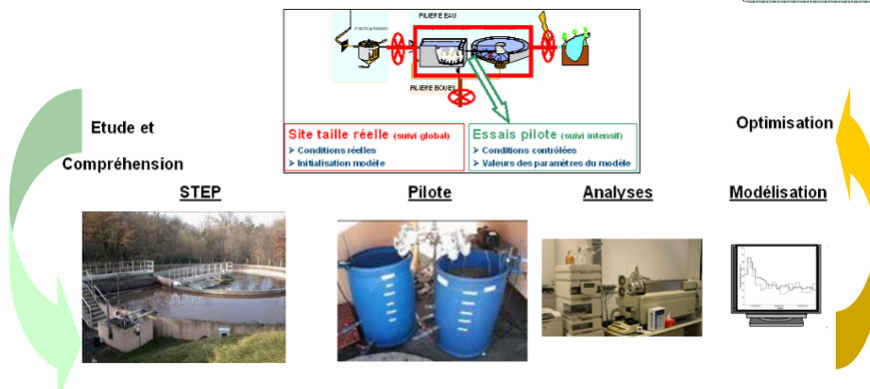 FILIERE EAU
FILIERE BOUES
Site taille réelle (suivi global)
➤ Conditions réelles
➤ Initialisation modèle
Essais pilote (suivi intensif)
➤ Conditions contrôlées
➤ Valeurs des paramètres du modèle
Etude et
Compréhension
Optimisation
STEP
Pilote
Analyses
Modélisation